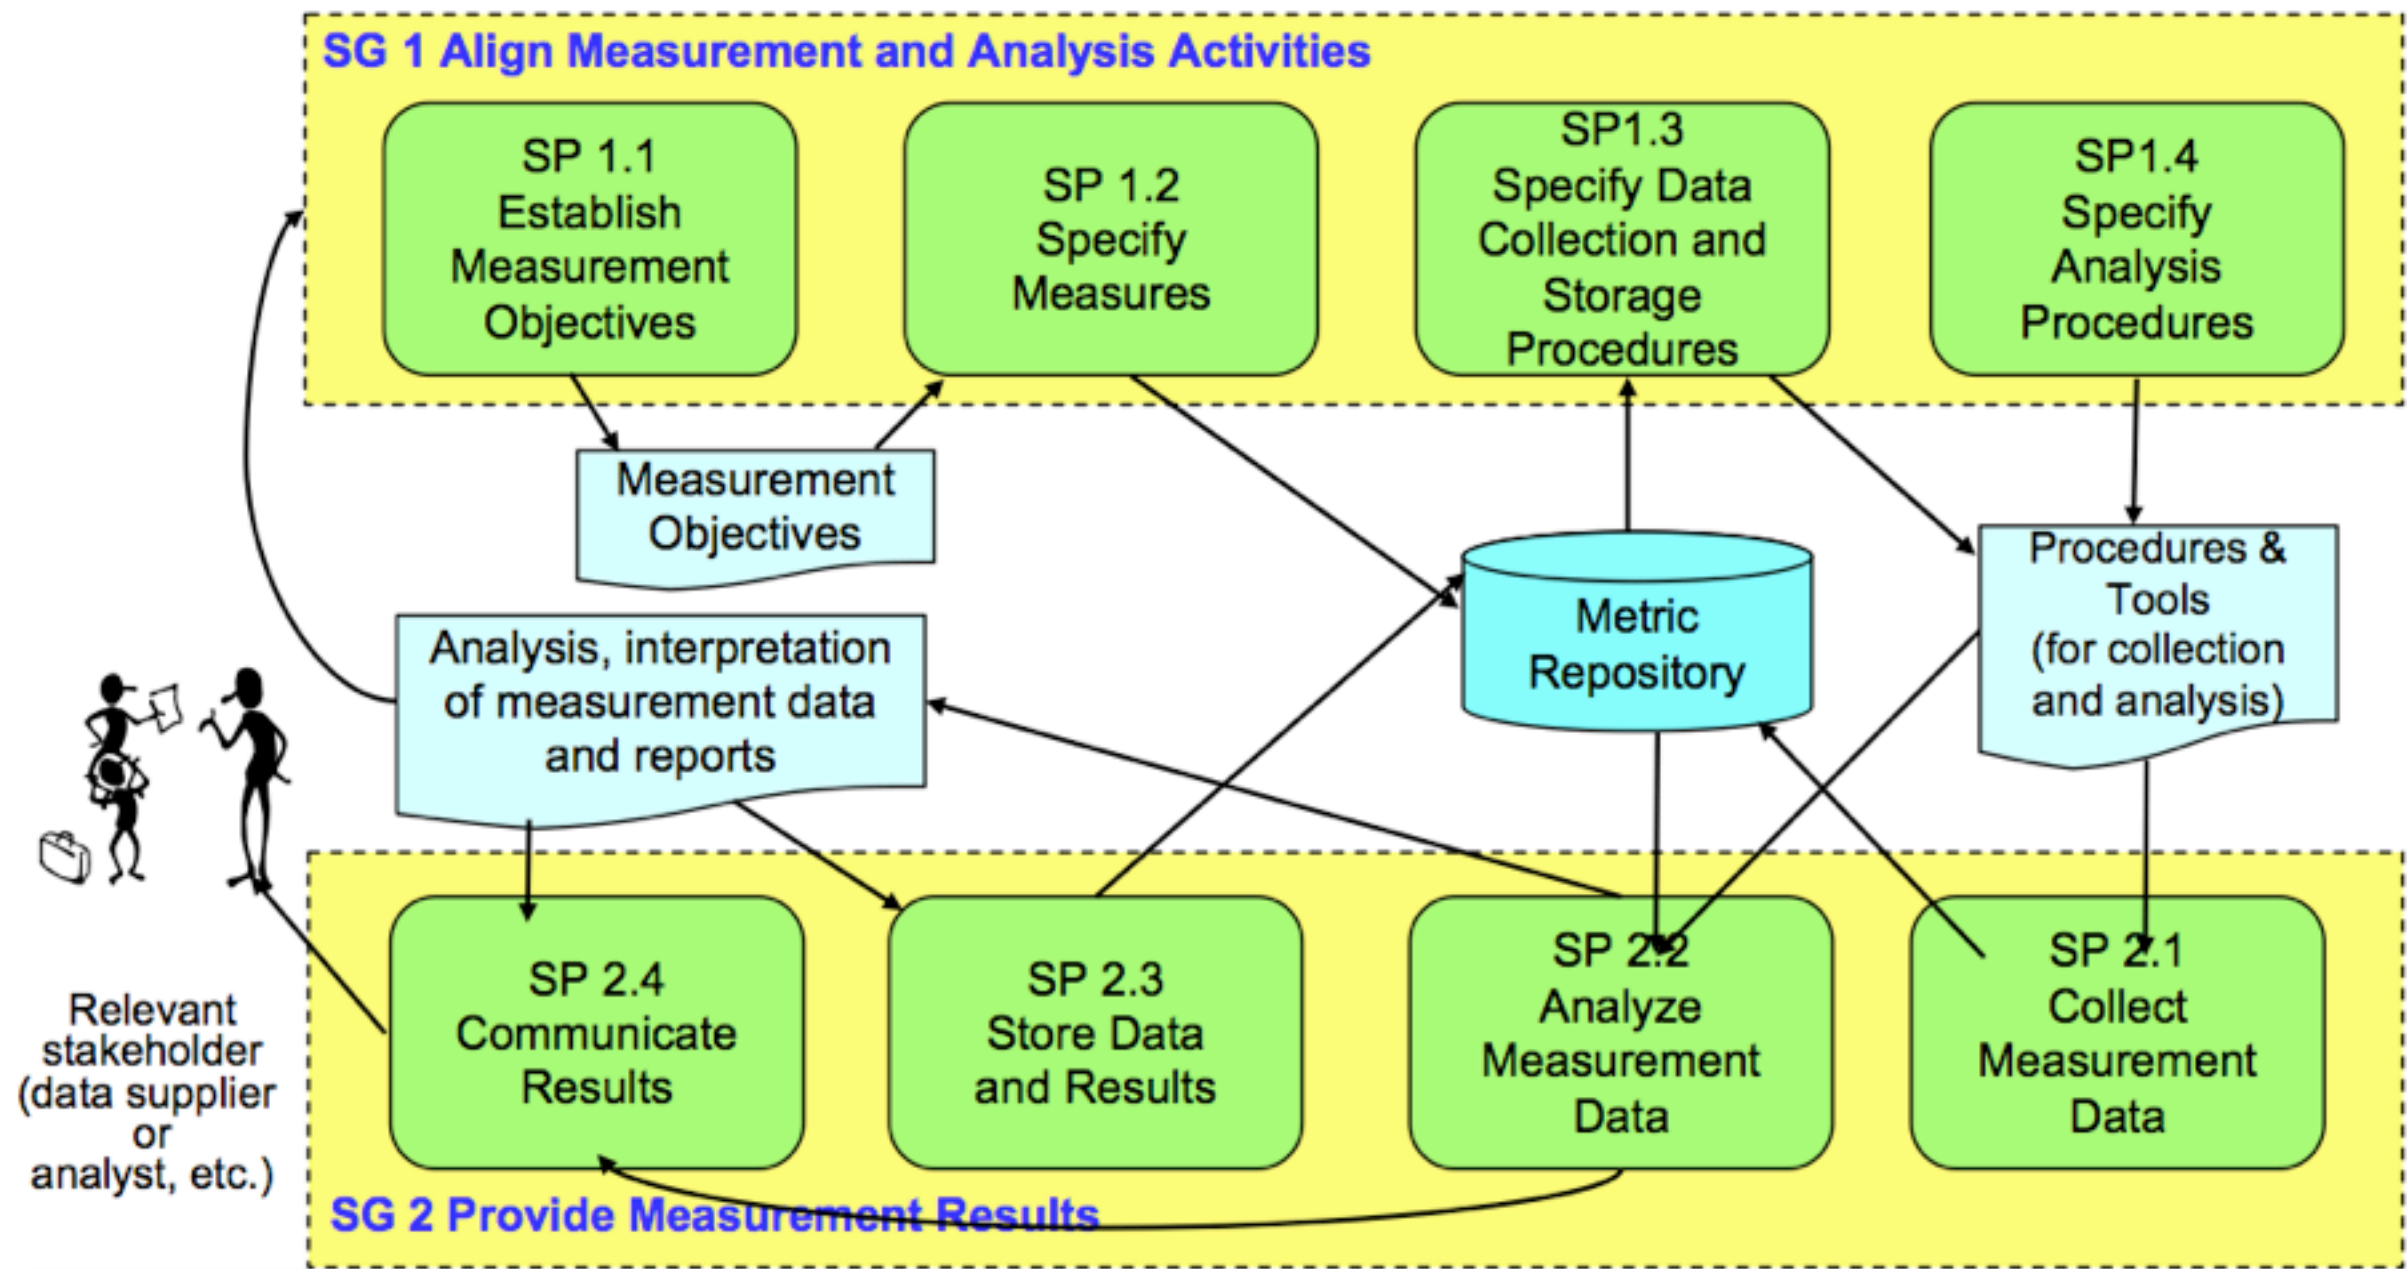 SG 1 Align Measurement and Analysis Activities
SP 1.1
Establish
Measurement
Objectives
SP 1.2
Specify
Measures
SP1.3
Specify Data
Collection and
Storage
Procedures
SP1.4
Specify
Analysis
Procedures
Measurement
Objectives
Analysis, interpretation
of measurement data
and reports
Metric
Repository
Procedures &
Tools
(for collection
and analysis)
Relevant
stakeholder
(data supplier
or
analyst, etc.)
SP 2.4
Communicate
Results
SP 2.3
Store Data
and Results
SP 2.2
Analyze
Measurement
Data
SP 2.1
Collect
Measurement
Data
SG 2 Provide Measurement Results